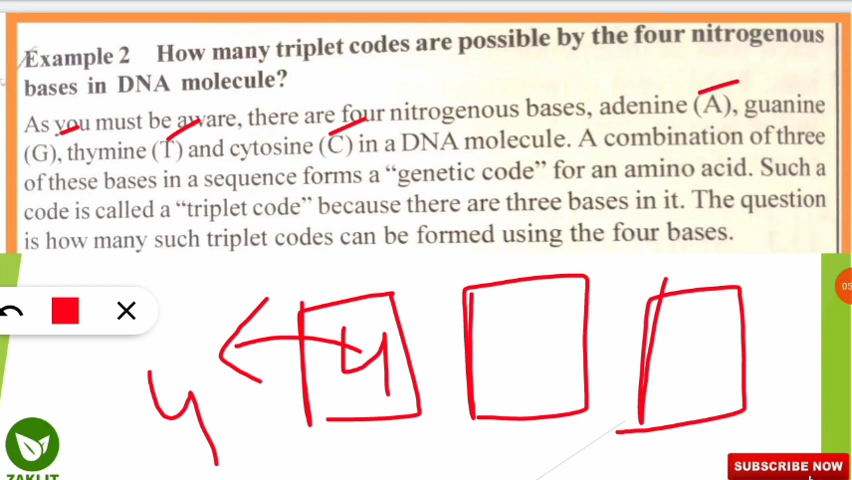 Example 2 How many triplet codes are possible by the four nitrogenous
bases in DNA molecule?
As you must be aware, there are four nitrogenous bases, adenine (A), guanine
(G), thymine (T) and cytosine (C) in a DNA molecule. A combination of three
of these bases in a sequence forms a “genetic code” for an amino acid. Such a
code is called a “triplet code” because there are three bases in it. The question
is how many such triplet codes can be formed using the four bases.
4
4
05
ZAKLIT
SUBSCRIBE NOW